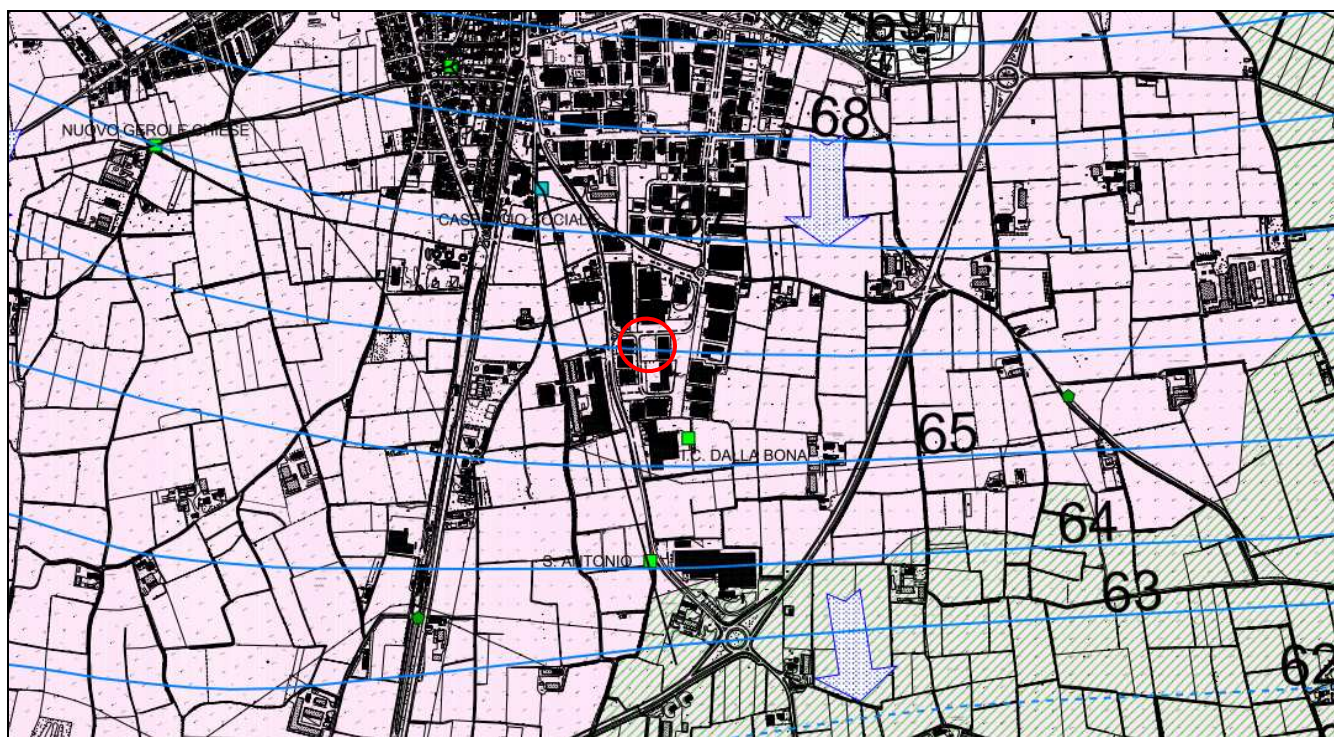 69
68
NUOVO GEROLE CHIESE
67
65
T.C. DALLA BONA
64
S. ANTONIO
63
62